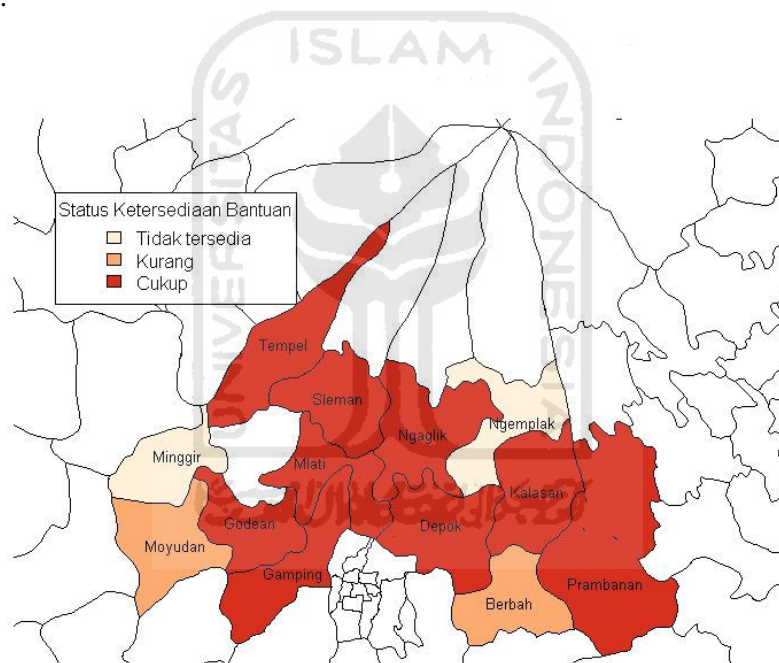 UNIVERSITAS ISLAM INDONESIA
Status Ketersediaan Bantuan
Tidak tersedia
Kurang
Cukup
Tempel
Sleman
Ngaglik
Ngemplak
Minggir
Mlati
Kalasan
Godean
Depok
Moyudan
Gamping
Prambanan
Berbah